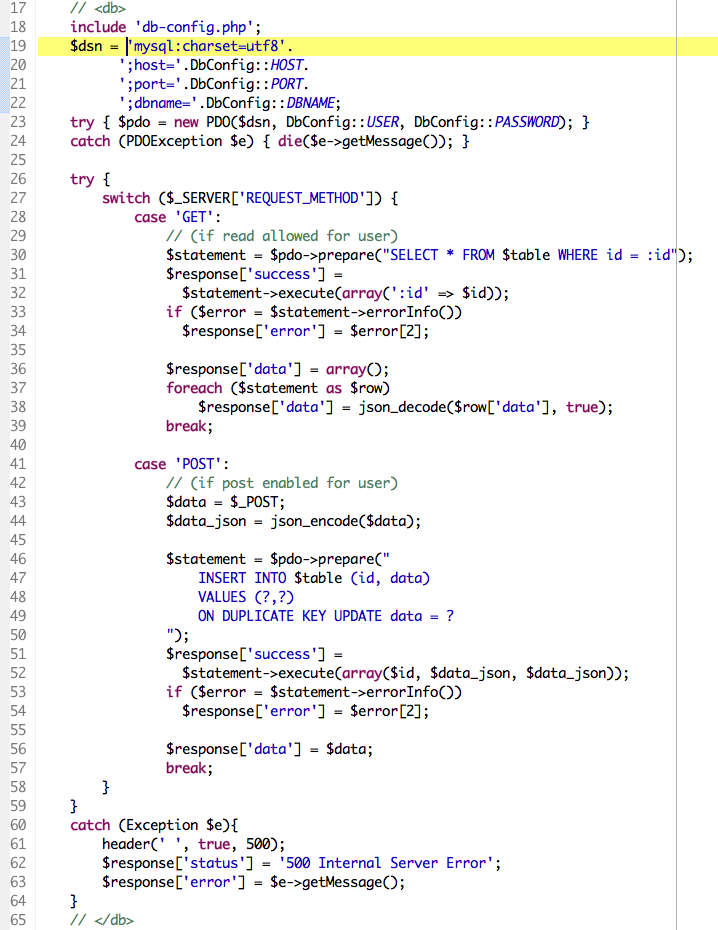 17 // <db>
18 include 'db-config.php';
19 $dsn = 'mysql:charset=utf8'.
20 ';host='.DbConfig::HOST.
21 ';port='.DbConfig::PORT.
22 ';dbname='.DbConfig::DBNAME;
23 try { $pdo = new PDO($dsn, DbConfig::USER, DbConfig::PASSWORD); }
24 catch (PDOException $e) { die($e->getMessage()); }
25
26 try {
27 switch ($_SERVER['REQUEST_METHOD']) {
28 case 'GET':
29 // (if read allowed for user)
30 $statement = $pdo->prepare("SELECT * FROM $table WHERE id = :id");
31 $response['success'] =
32 $statement->execute(array(':id' => $id));
33 if ($error = $statement->errorInfo())
34 $response['error'] = $error[2];
35
36 $response['data'] = array();
37 foreach ($statement as $row)
38 $response['data'] = json_decode($row['data'], true);
39 break;
40
41 case 'POST':
42 // (if post enabled for user)
43 $data = $_POST;
44 $data_json = json_encode($data);
45
46 $statement = $pdo->prepare("
47 INSERT INTO $table (id, data)
48 VALUES (?,?)
49 ON DUPLICATE KEY UPDATE data = ?
50 ");
51 $response['success'] =
52 $statement->execute(array($id, $data_json, $data_json));
53 if ($error = $statement->errorInfo())
54 $response['error'] = $error[2];
55
56 $response['data'] = $data;
57 break;
58 }
59 }
60 catch (Exception $e){
61 header(' ', true, 500);
62 $response['status'] = '500 Internal Server Error';
63 $response['error'] = $e->getMessage();
64 }
65 // </db>